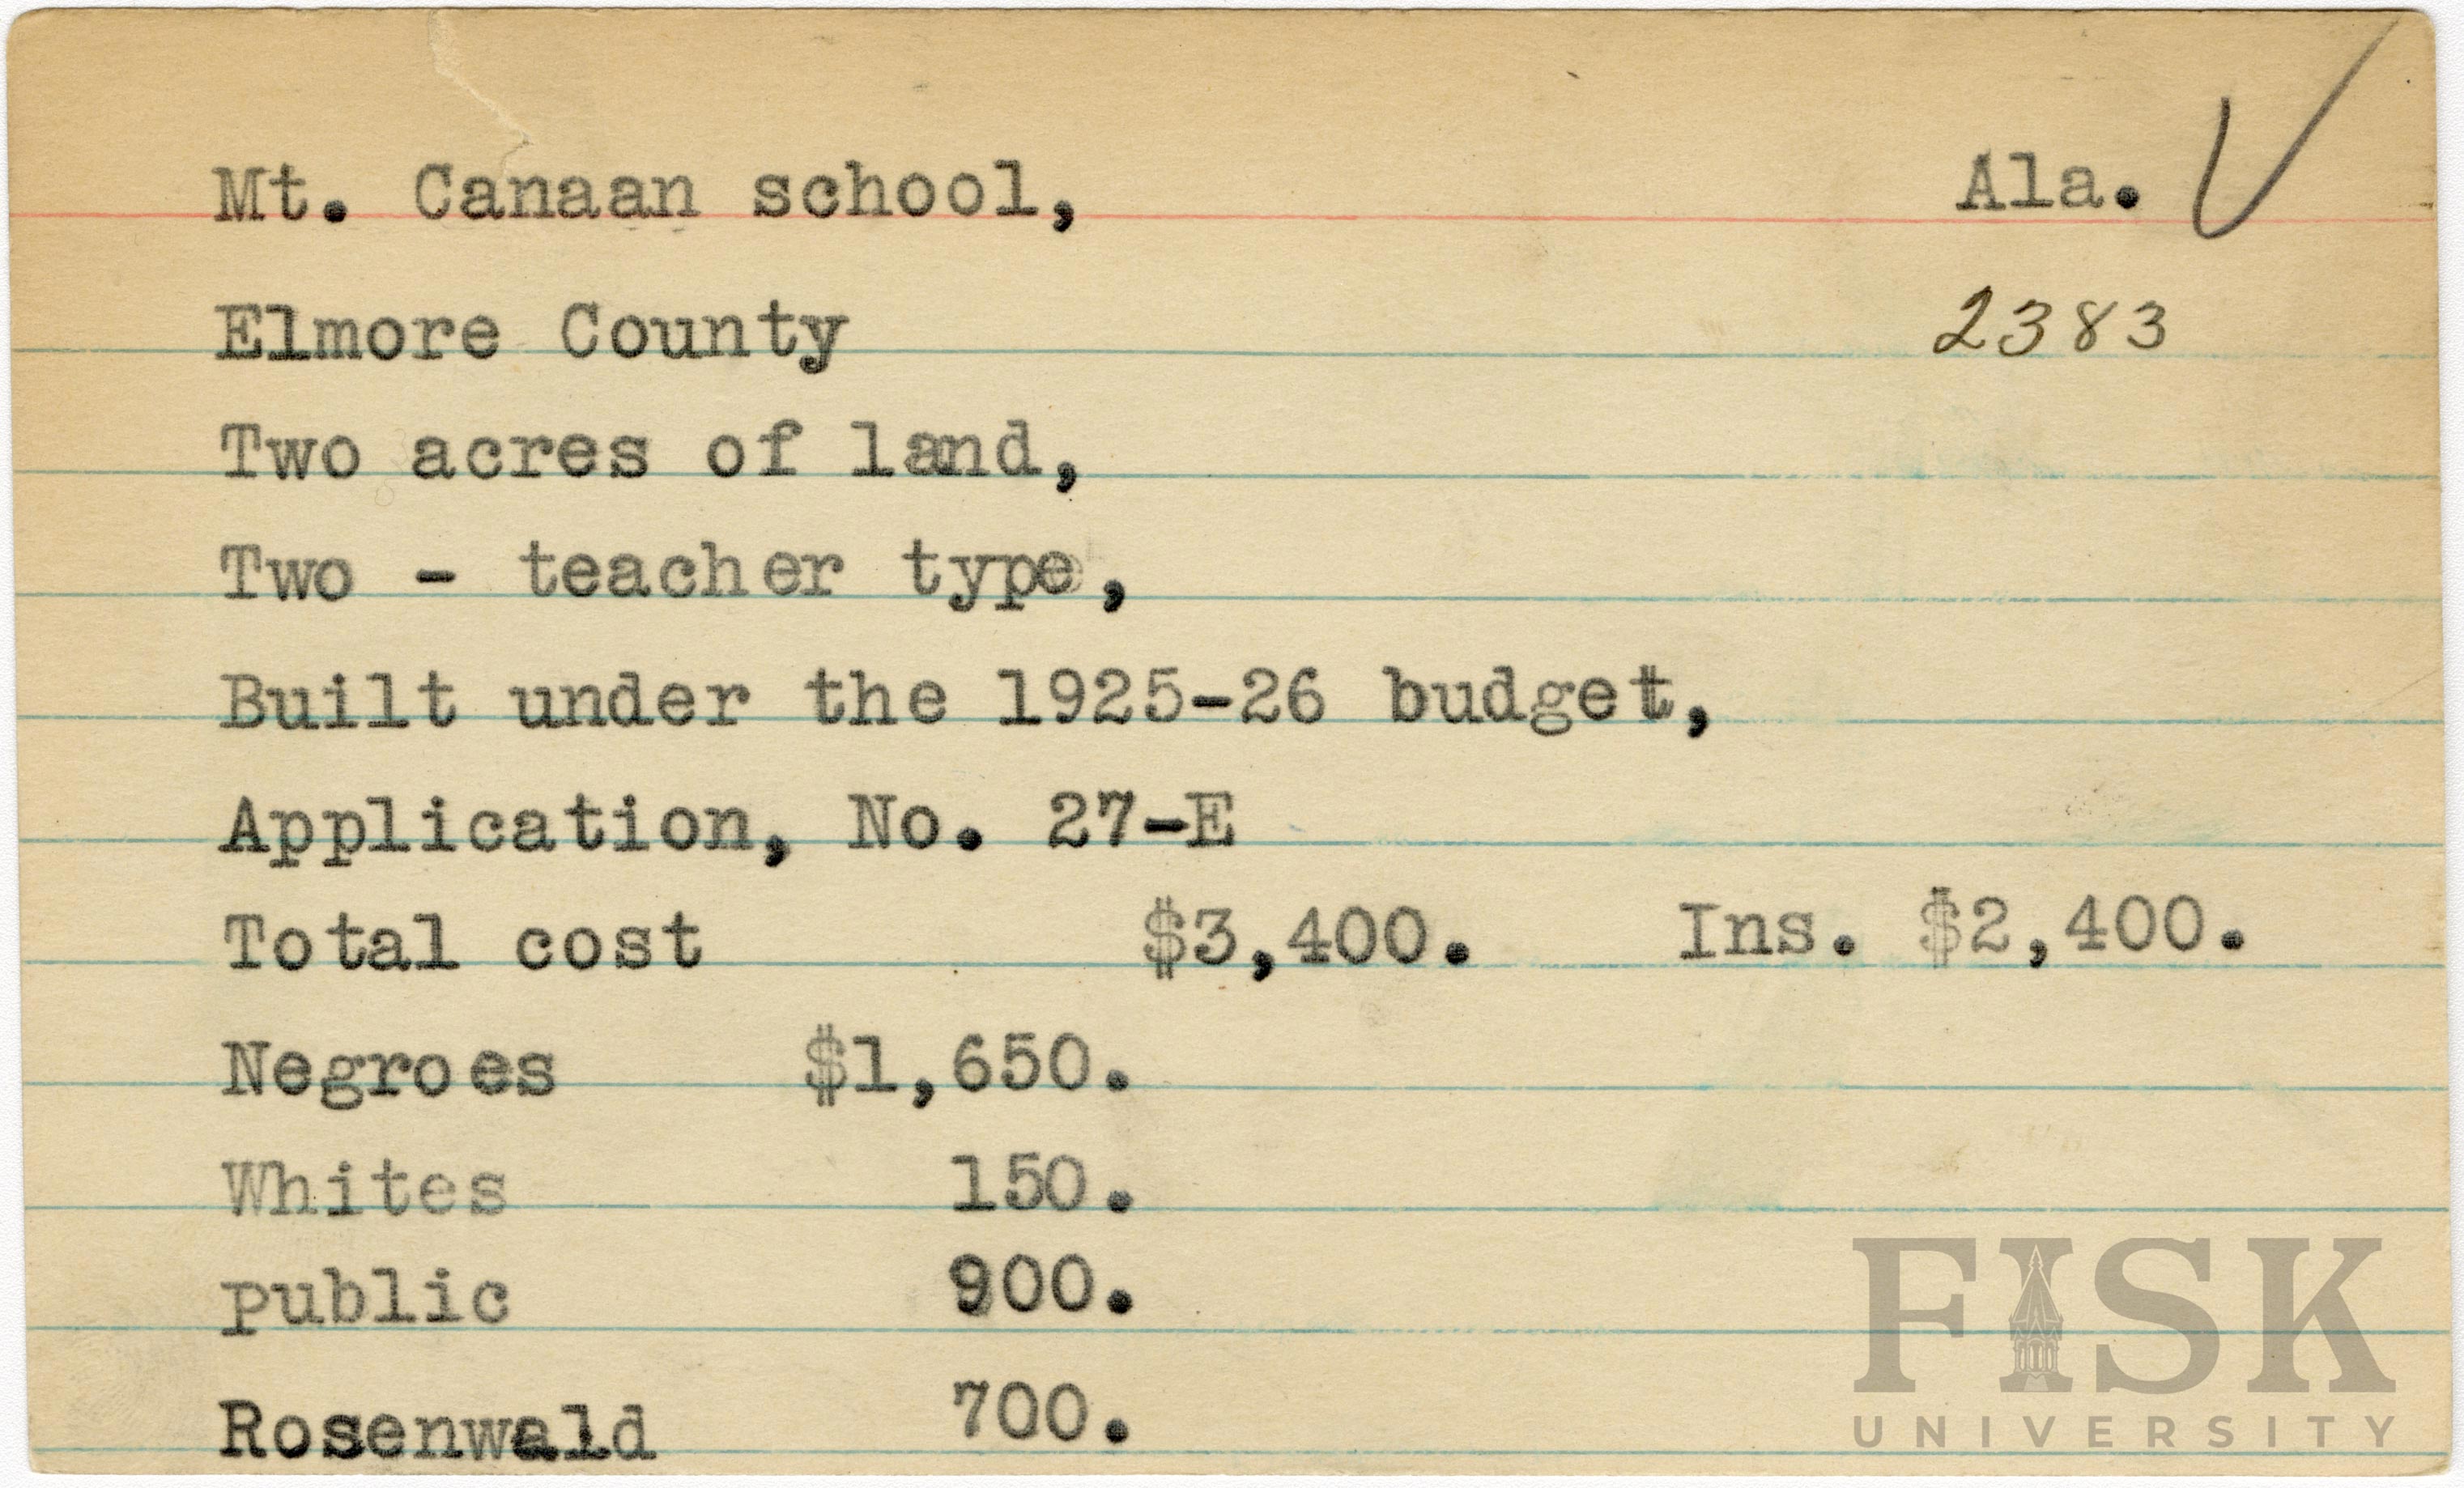 Mt. Canaan school, Ala. ✓
Elmore County 2383
Two acres of land,
Two - teacher type,
Built under the 1925-26 budget,
Application, No. 27-E
Total cost $3,400. Ins. $2,400.
Negroes $1,650.
Whites 150.
public 900.
Rosenwald 700.
FISK
UNIVERSITY